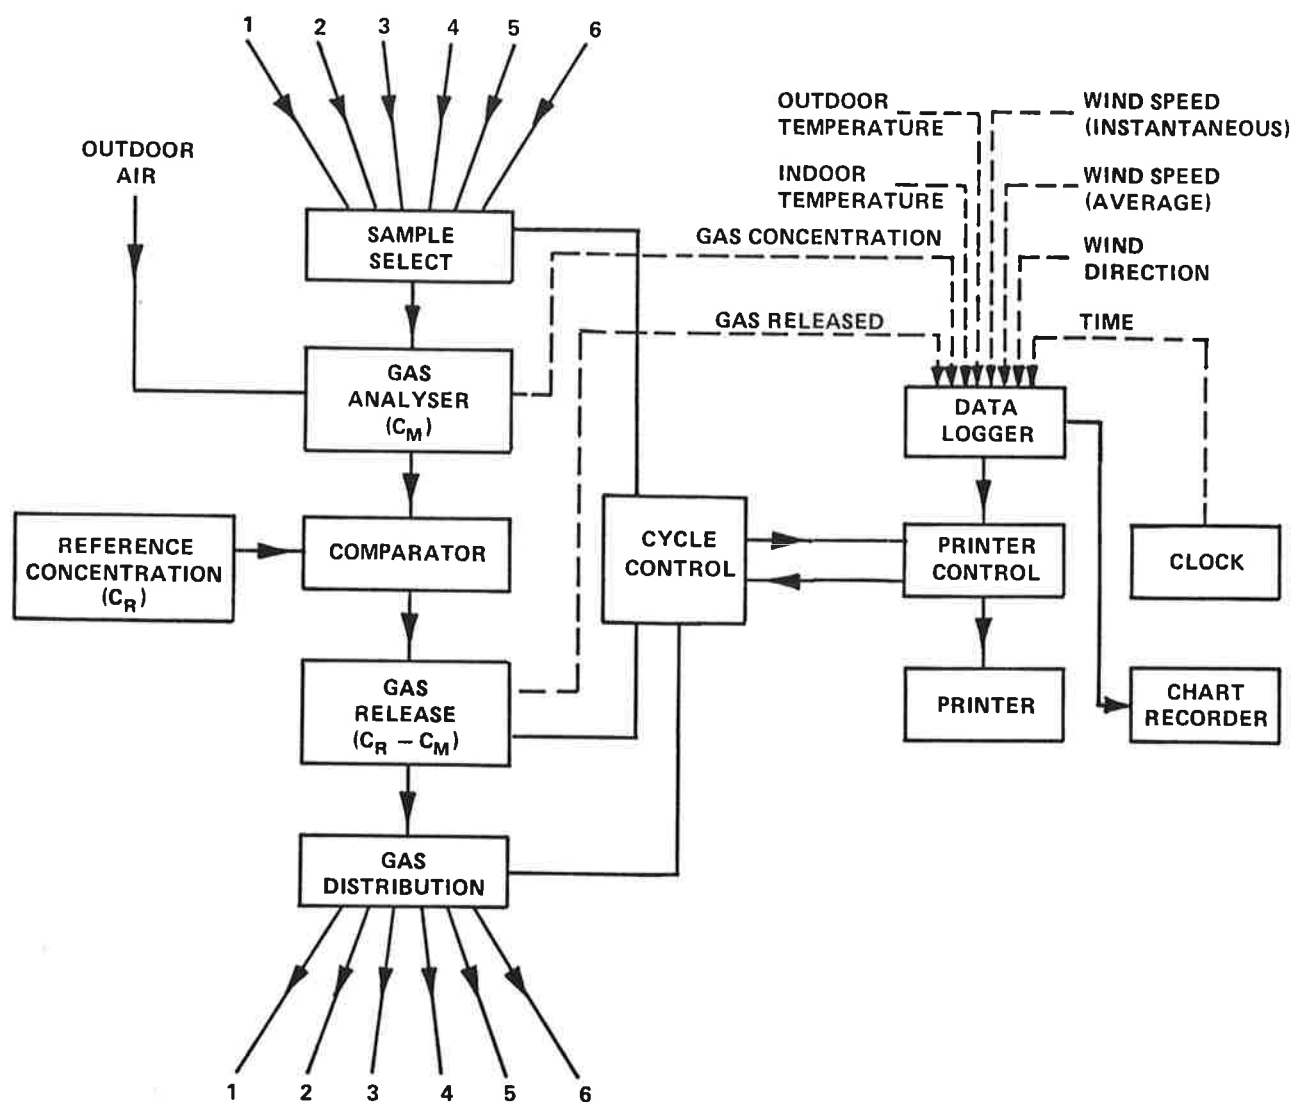 1 2 3 4 5 6
OUTDOOR
AIR
SAMPLE
SELECT
GAS
ANALYSER
(C_M)
REFERENCE
CONCENTRATION
(C_R)
COMPARATOR
GAS
RELEASE
(C_R – C_M)
GAS
DISTRIBUTION
1 2 3 4 5 6
CYCLE
CONTROL
OUTDOOR
TEMPERATURE
INDOOR
TEMPERATURE
GAS CONCENTRATION
GAS RELEASED
WIND SPEED
(INSTANTANEOUS)
WIND SPEED
(AVERAGE)
WIND
DIRECTION
TIME
DATA
LOGGER
PRINTER
CONTROL
CLOCK
PRINTER
CHART
RECORDER